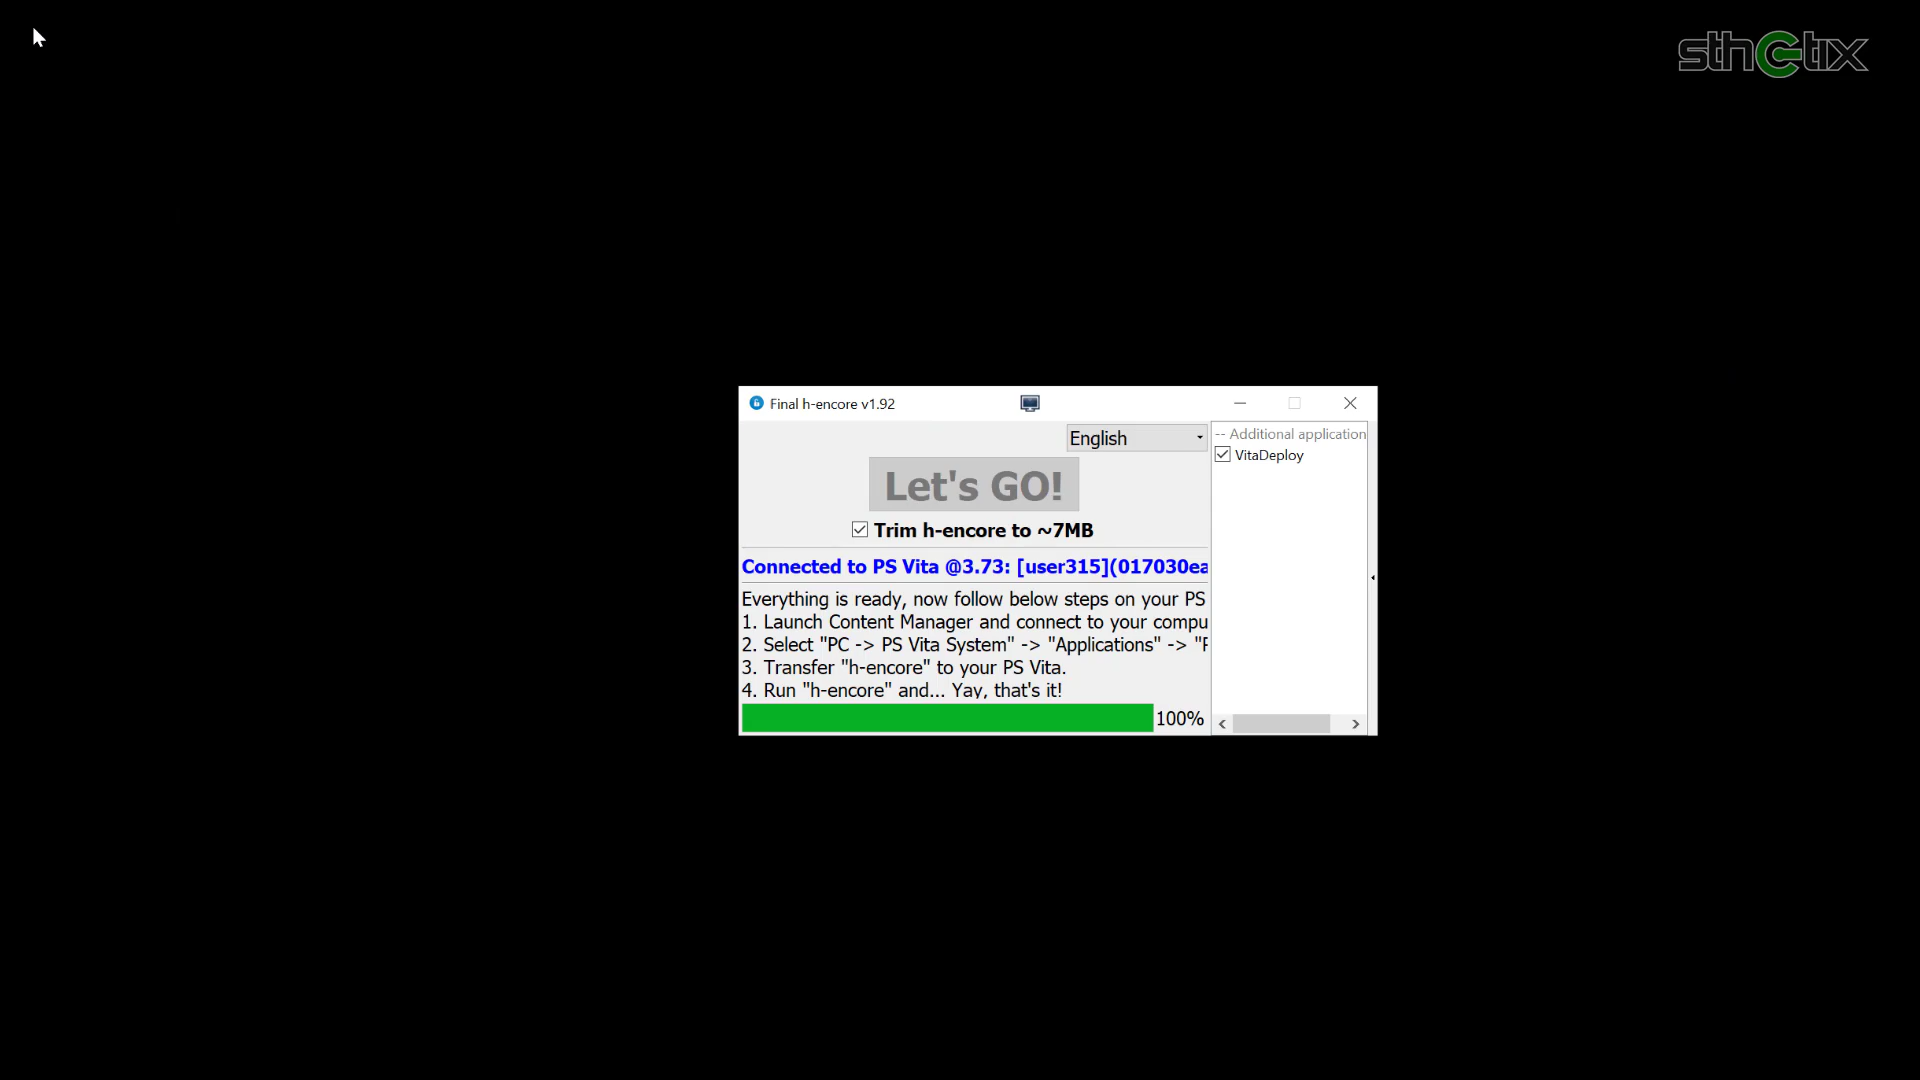 sthetix
Final h-encore v1.92
English
Let's GO!
Trim h-encore to ~7MB
Connected to PS Vita @3.73: [user315](017030ea
Everything is ready, now follow below steps on your PS
1. Launch Content Manager and connect to your compu
2. Select "PC -> PS Vita System" -> "Applications" -> "P
3. Transfer "h-encore" to your PS Vita.
4. Run "h-encore" and... Yay, that's it!
100%
-- Additional application
VitaDeploy